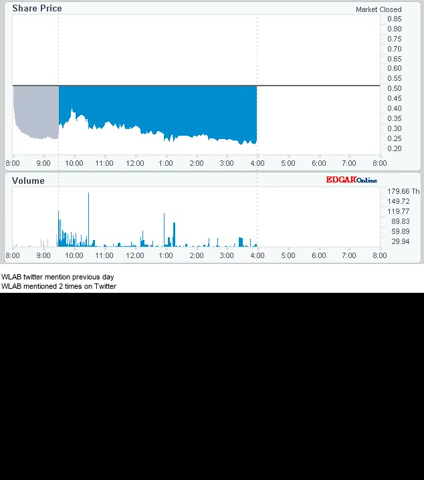 Share Price
Market Closed
0.85
0.80
0.75
0.70
0.65
0.60
0.55
0.50
0.45
0.40
0.35
0.30
0.25
0.20
8:00 9:00 10:00 11:00 12:00 1:00 2:00 3:00 4:00 5:00 6:00 7:00 8:00
Volume
EDGAR Online
179.66 Th
149.72
119.77
89.83
59.89
29.94
8:00 9:00 10:00 11:00 12:00 1:00 2:00 3:00 4:00 5:00 6:00 7:00 8:00
WLAB twitter mention previous day
WLAB mentioned 2 times on Twitter